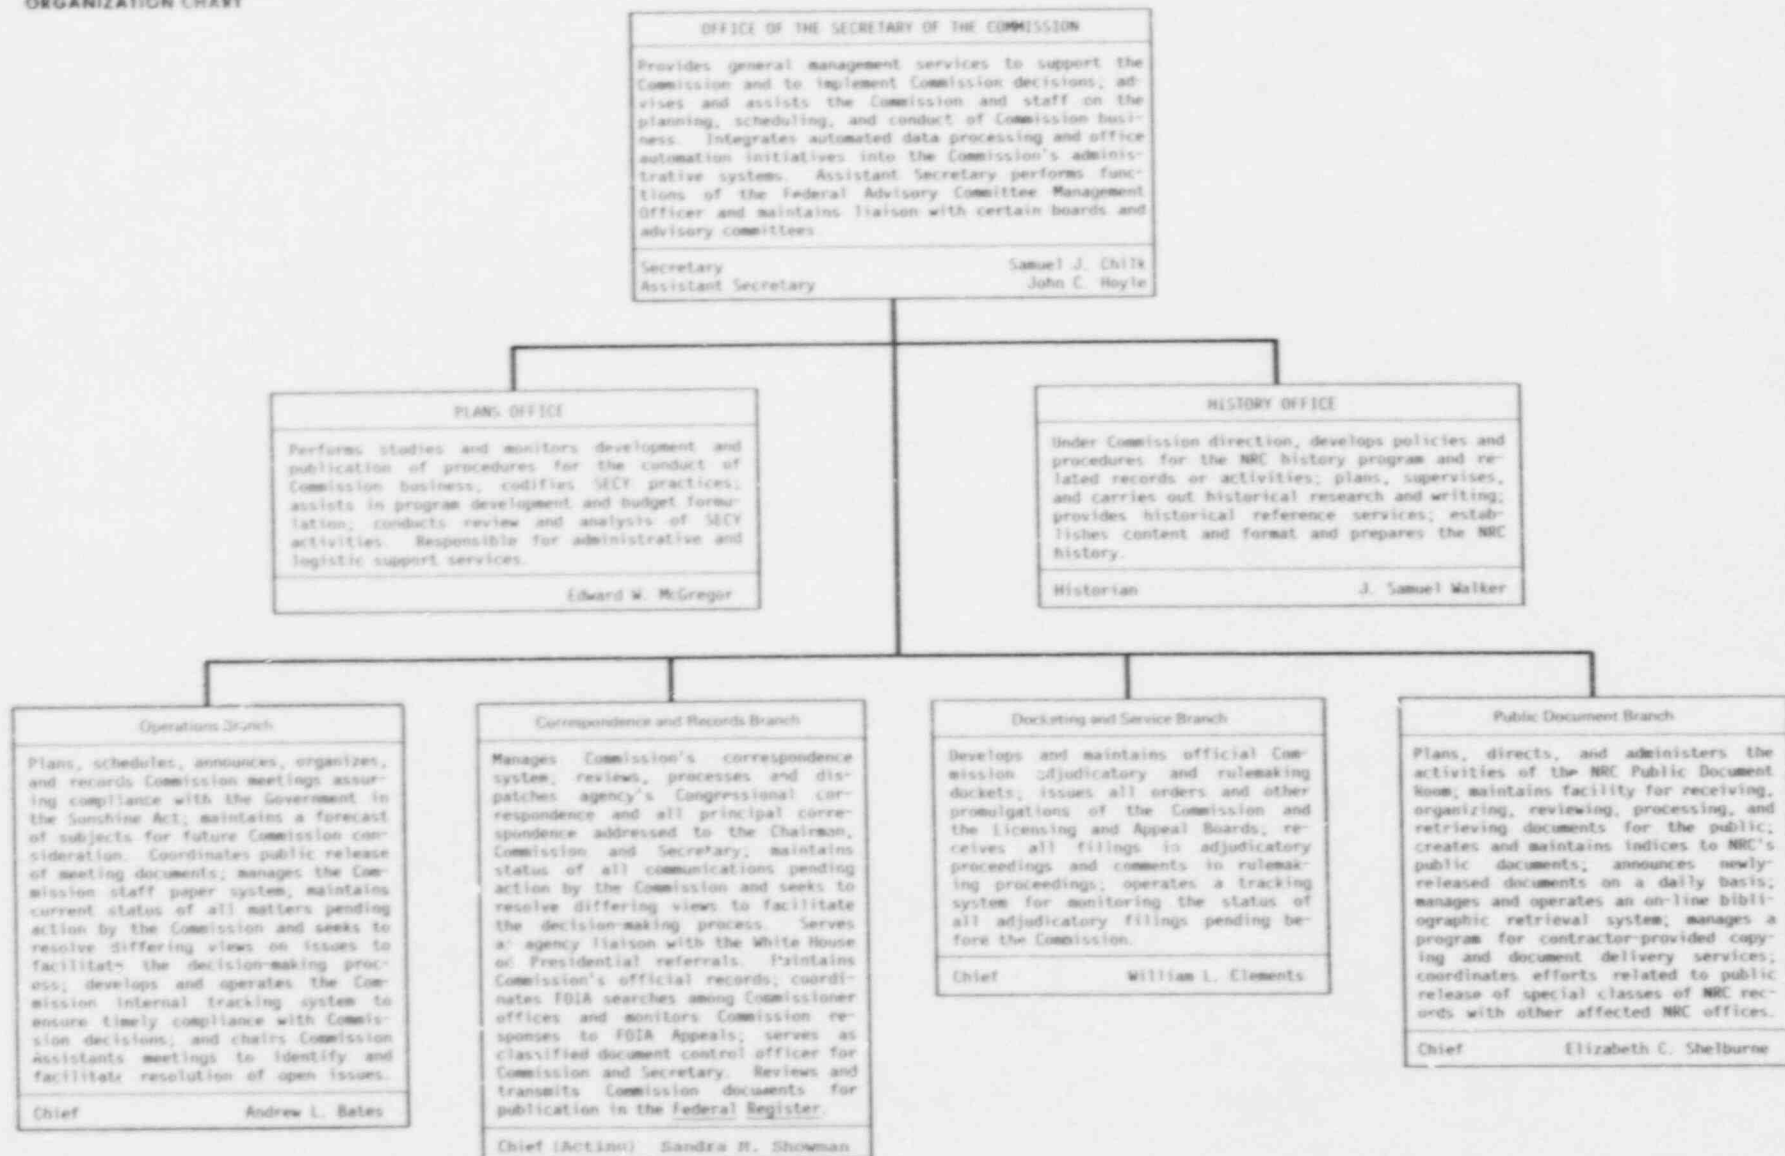 ORGANIZATION CHART
OFFICE OF THE SECRETARY OF THE COMMISSION
Provides general management services to support the
Commission and to implement Commission decisions; ad-
vises and assists the Commission and staff on the
planning, scheduling, and conduct of Commission busi-
ness. Integrates automated data processing and office
automation initiatives into the Commission's adminis-
trative systems. Assistant Secretary performs func-
tions of the Federal Advisory Committee Management
Officer and maintains liaison with certain boards and
advisory committees
Secretary Samuel J. Chilk
Assistant Secretary John C. Hoyle
PLANS OFFICE
Performs studies and monitors development and
publication of procedures for the conduct of
Commission business, codifies SECY practices;
assists in program development and budget formu-
lation; conducts review and analysis of SECY
activities. Responsible for administrative and
logistic support services.
Edward W. McGregor
HISTORY OFFICE
Under Commission direction, develops policies and
procedures for the NRC history program and re-
lated records or activities; plans, supervises,
and carries out historical research and writing;
provides historical reference services; estab-
lishes content and format and prepares the NRC
history.
Historian J. Samuel Walker
Operations Branch
Plans, schedules, announces, organizes,
and records Commission meetings assur-
ing compliance with the Government in
the Sunshine Act; maintains a forecast
of subjects for future Commission con-
sideration. Coordinates public release
of meeting documents; manages the Com-
mission staff paper system; maintains
current status of all matters pending
action by the Commission and seeks to
resolve differing views on issues to
facilitate the decision-making proc-
ess; develops and operates the Com-
mission internal tracking system to
ensure timely compliance with Commis-
sion decisions; and chairs Commission
Assistants meetings to identify and
facilitate resolution of open issues.
Chief Andrew L. Bates
Correspondence and Records Branch
Manages Commission's correspondence
system; reviews, processes and dis-
patches agency's Congressional cor-
respondence and all principal corre-
spondence addressed to the Chairman,
Commission and Secretary; maintains
status of all communications pending
action by the Commission and seeks to
resolve differing views to facilitate
the decision-making process. Serves
as agency liaison with the White House
on Presidential referrals. Maintains
Commission's official records; coordi-
nates FOIA searches among Commissioner
offices and monitors Commission re-
sponses to FOIA Appeals; serves as
classified document control officer for
Commission and Secretary. Reviews and
transmits Commission documents for
publication in the Federal Register.
Chief (Acting) Sandra M. Showman
Docketing and Service Branch
Develops and maintains official Com-
mission adjudicatory and rulemaking
dockets; issues all orders and other
promulgations of the Commission and
the Licensing and Appeal Boards; re-
ceives all filings in adjudicatory
proceedings and comments in rulemak-
ing proceedings; operates a tracking
system for monitoring the status of
all adjudicatory filings pending be-
fore the Commission.
Chief William L. Clements
Public Document Branch
Plans, directs, and administers the
activities of the NRC Public Document
Room; maintains facility for receiving,
organizing, reviewing, processing, and
retrieving documents for the public;
creates and maintains indices to NRC's
public documents; announces newly-
released documents on a daily basis;
manages and operates an on-line bibli-
ographic retrieval system; manages a
program for contractor-provided copy-
ing and document delivery services;
coordinates efforts related to public
release of special classes of NRC rec-
ords with other affected NRC offices.
Chief Elizabeth C. Shelburne